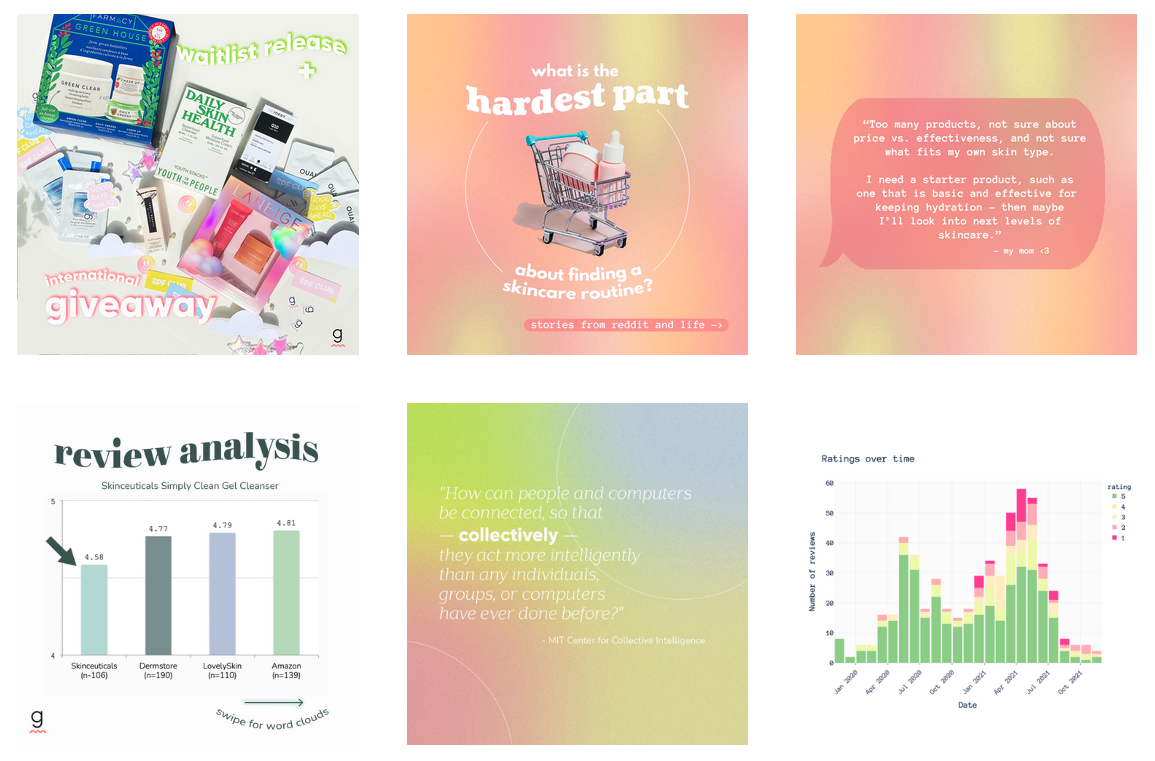 FARMACY
GREEN HOUSE
GREEN CLEAN
waitlist release
+
DAILY
SKIN
HEALTH
YOUTH STACKS™
YOUTH TO THE PEOPLE
LANEIGE
SPF CLUB
GOOD
DAYS
AHEAD
SPF CLUB
SPF CLUB
international
giveaway
g
what is the
hardest part
about finding a
skincare routine?
stories from reddit and life —>
“Too many products, not sure about
price vs. effectiveness, and not sure
what fits my own skin type.
I need a starter product, such as
one that is basic and effective for
keeping hydration – then maybe
I’ll look into next levels of
skincare.”
– my mom <3
review analysis
Skinceuticals Simply Clean Gel Cleanser
5
4.81
4.79
4.77
4.58
4
Skinceuticals Dermstore LovelySkin Amazon
(n-106) (n=190) (n=110) (n=139)
swipe for word clouds
g
"How can people and computers
be connected, so that
— collectively —
they act more intelligently
than any individuals,
groups, or computers
have ever done before?"
- MIT Center for Collective Intelligence
Ratings over time
rating
5
4
3
2
1
Number of reviews
60
50
40
30
20
10
0
Jan 2020 Apr 2020 Jul 2020 Oct 2020 Jan 2021 Apr 2021 Jul 2021 Oct 2021
Date